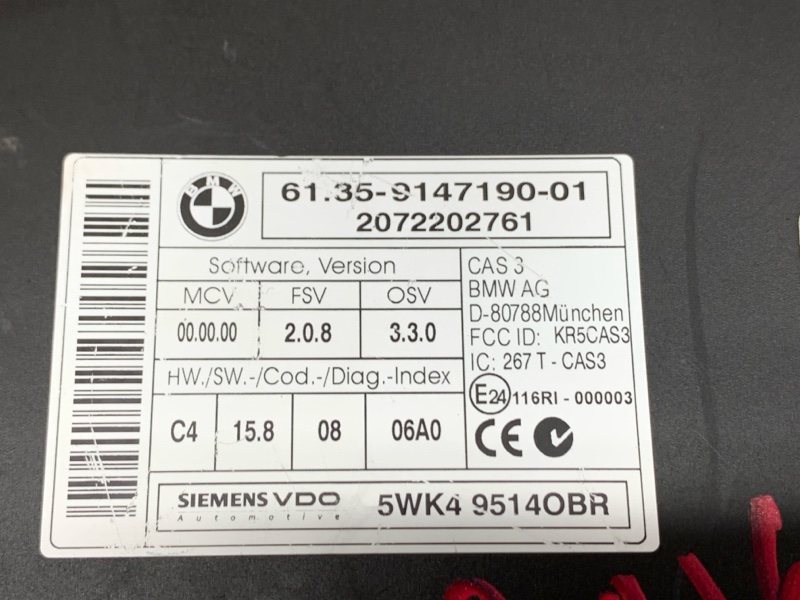 BMW
61.35-9147190-01
2072202761
Software, Version
MCV FSV OSV
00.00.00 2.0.8 3.3.0
HW./SW.-/Cod.-/Diag.-Index
C4 15.8 08 06A0
CAS 3
BMW AG
D-80788München
FCC ID: KR5CAS3
IC: 267 T - CAS3
E24 116RI - 000003
CE
SIEMENS VDO
Automotive
5WK4 9514OBR